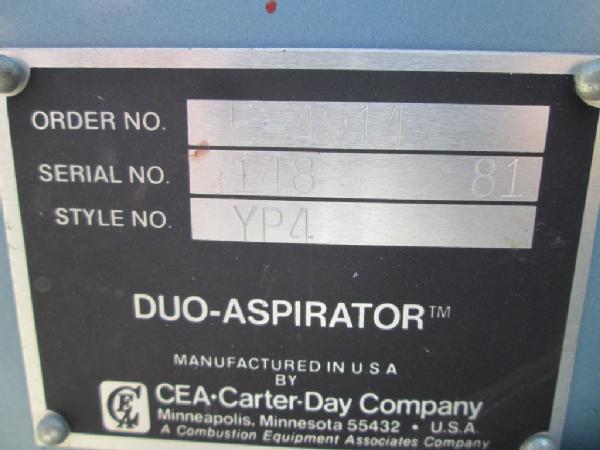 ORDER NO. 4914
SERIAL NO. 148 81
STYLE NO. YP4
DUO-ASPIRATOR™
MANUFACTURED IN U.S.A
BY
CEA
CEA·Carter-Day Company
Minneapolis, Minnesota 55432 • U.S.A.
A Combustion Equipment Associates Company